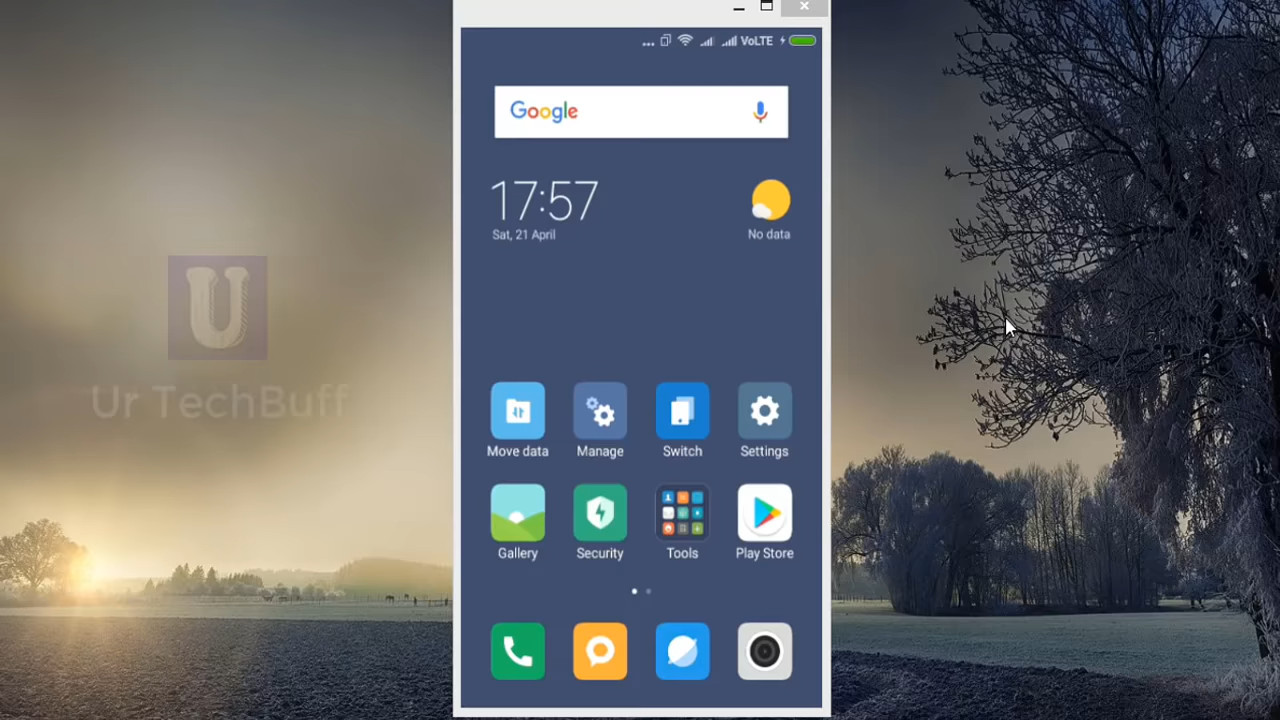 VoLTE
Google
17:57
Sat, 21 April
No data
U
Ur TechBuff
Move data
Manage
Switch
Settings
Gallery
Security
Tools
Play Store